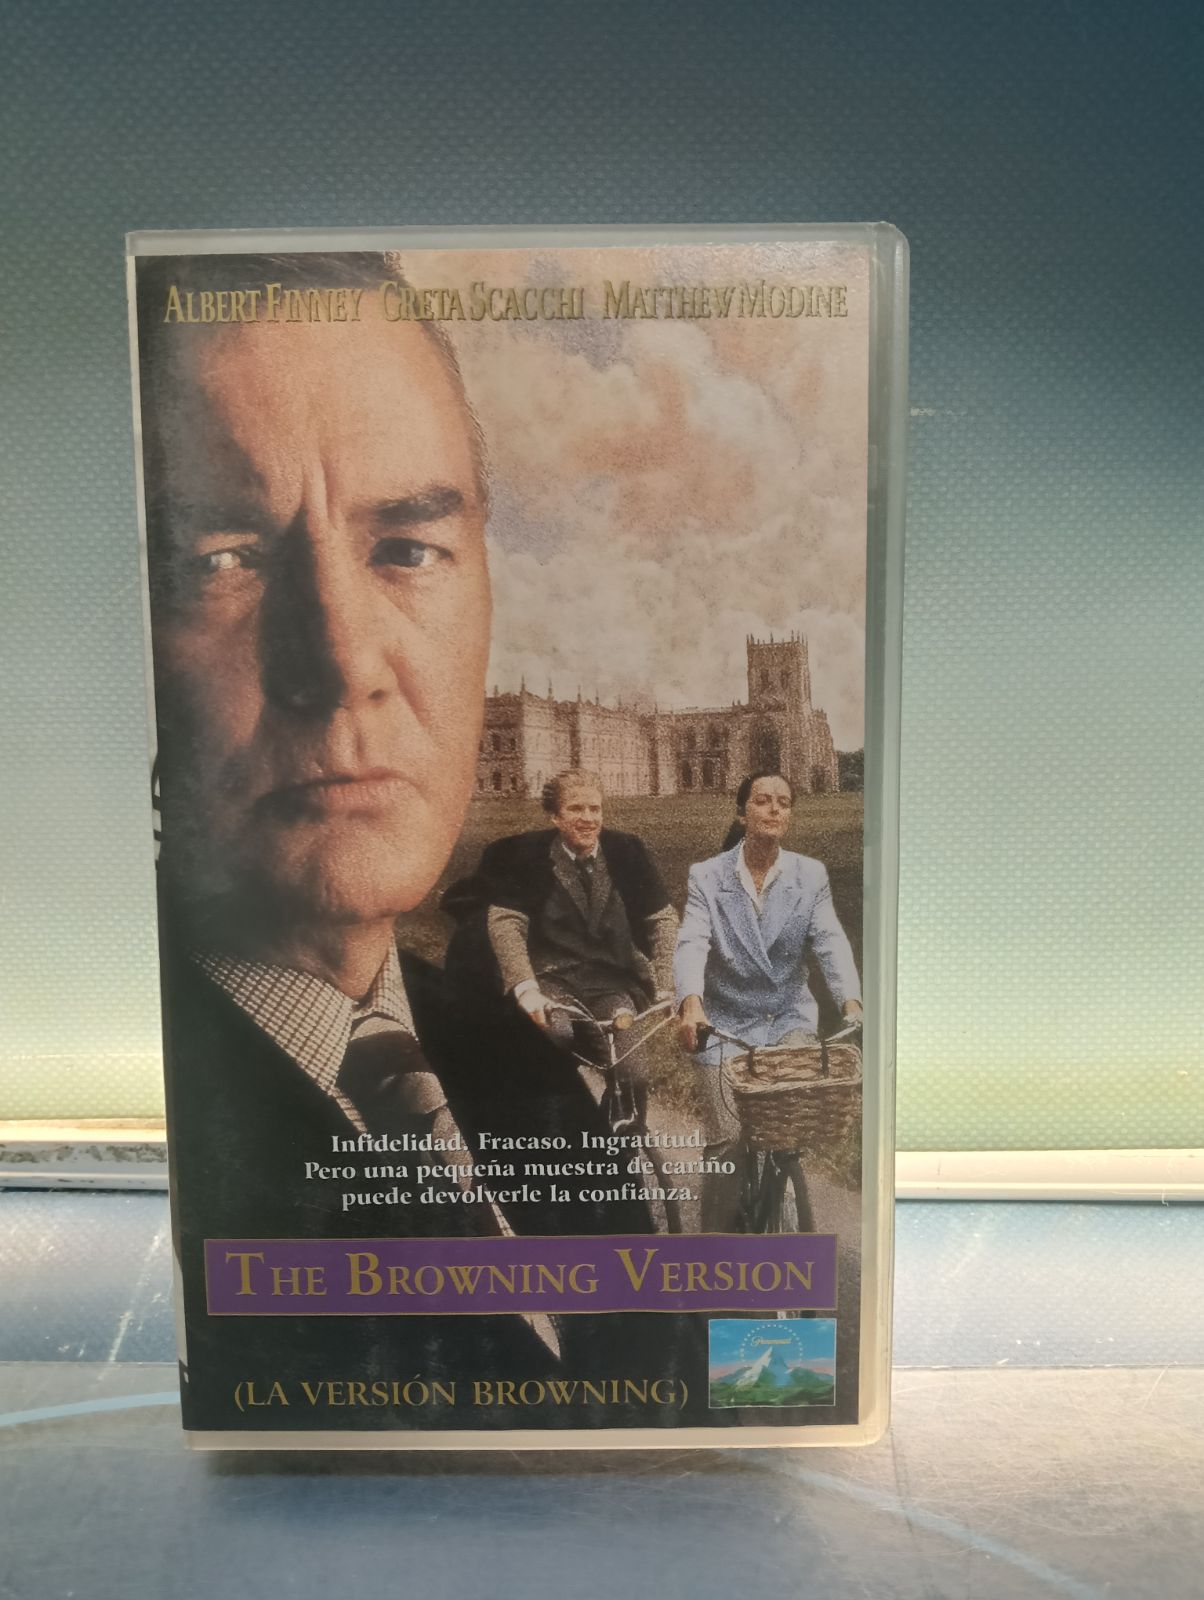 ALBERT FINNEY GRETA SCACCHI MATTHEW MODINE
Infidelidad. Fracaso. Ingratitud.
Pero una pequeña muestra de cariño
puede devolverle la confianza.
THE BROWNING VERSION
Paramount
(LA VERSIÓN BROWNING)